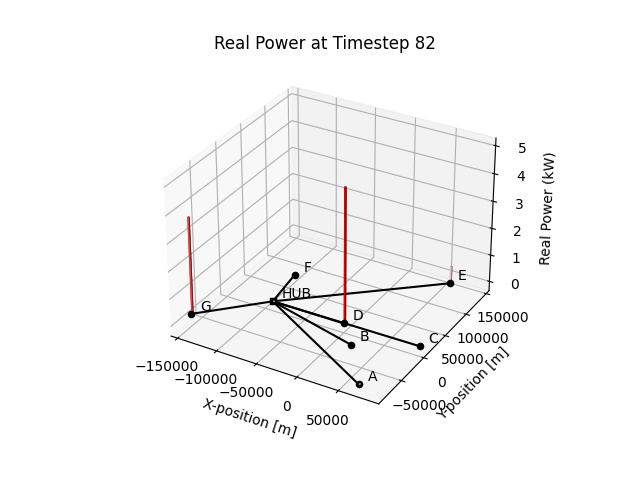 Real Power at Timestep 82
5
4
3
2
1
0
Real Power (kW)
F
E
HUB
G
D
C
B
A
150000
100000
50000
0
−50000
Y-position [m]
−150000
−100000
−50000
0
50000
X-position [m]